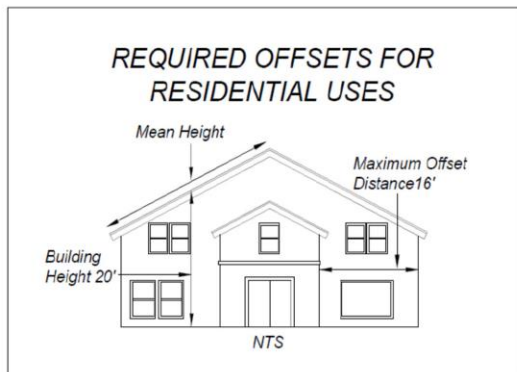 REQUIRED OFFSETS FOR
RESIDENTIAL USES
Mean Height
Maximum Offset
Distance16'
Building
Height 20'
NTS